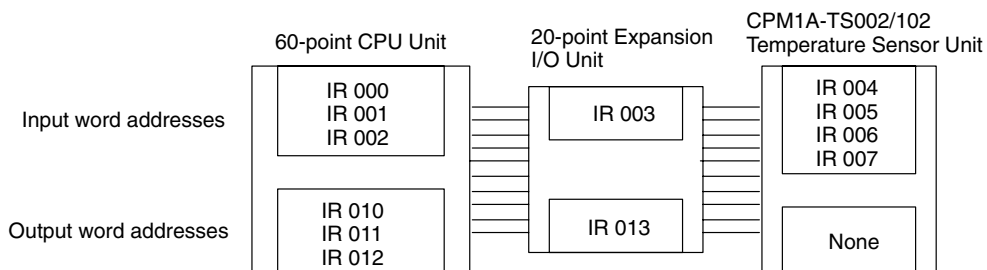 60-point CPU Unit
20-point Expansion
I/O Unit
CPM1A-TS002/102
Temperature Sensor Unit
Input word addresses
IR 000
IR 001
IR 002
IR 003
IR 004
IR 005
IR 006
IR 007
Output word addresses
IR 010
IR 011
IR 012
IR 013
None